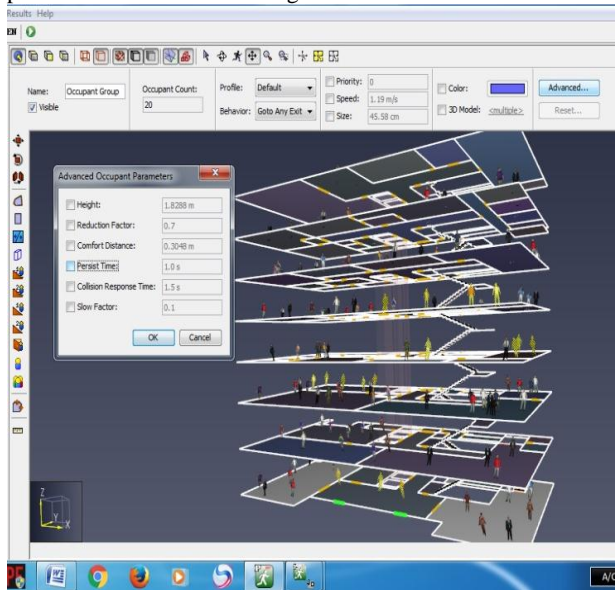 Results Help
Name: Occupant Group
Visible
Occupant Count:
20
Profile: Default
Behavior: Goto Any Exit
Priority: 0
Speed: 1.19 m/s
Size: 45.58 cm
Color:
3D Model: <multiple>
Advanced...
Reset...
Advanced Occupant Parameters
Height: 1.8288 m
Reduction Factor: 0.7
Comfort Distance: 0.3048 m
Persist Time: 1.0 s
Collision Response Time: 1.5 s
Slow Factor: 0.1
OK Cancel
Z
Y
X